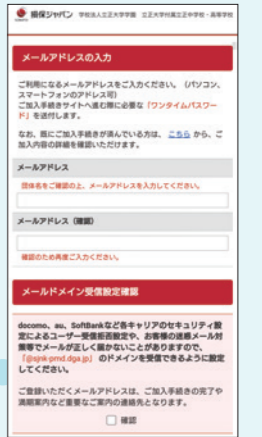 損保ジャパン 学校法人立正大学学園 立正大学付属立正中学校・高等学校
メールアドレスの入力
ご利用になるメールアドレスをご入力ください。（パソコン、
スマートフォンのアドレス可）
ご加入手続きサイトへ進む際に必要な「ワンタイムパスワー
ド」を送付します。
なお、既にご加入手続きが済んでいる方は、こちら から、ご
加入内容の詳細を確認いただけます。
メールアドレス
団体名をご確認の上、メールアドレスを入力してください。
メールアドレス（確認）
確認のため再度ご入力ください。
メールドメイン受信設定確認
docomo、au、SoftBankなど各キャリアのセキュリティ設
定によるユーザー受信拒否設定や、お客様の迷惑メール対
策等でメールが正しく届かないことがありますので、
「@sjnk-pmd.dga.jp」 のドメインを受信できるように設定
してください。
ご登録いただくメールアドレスは、ご加入手続きの完了や
満期案内など重要なご案内の連絡先となります。
確認